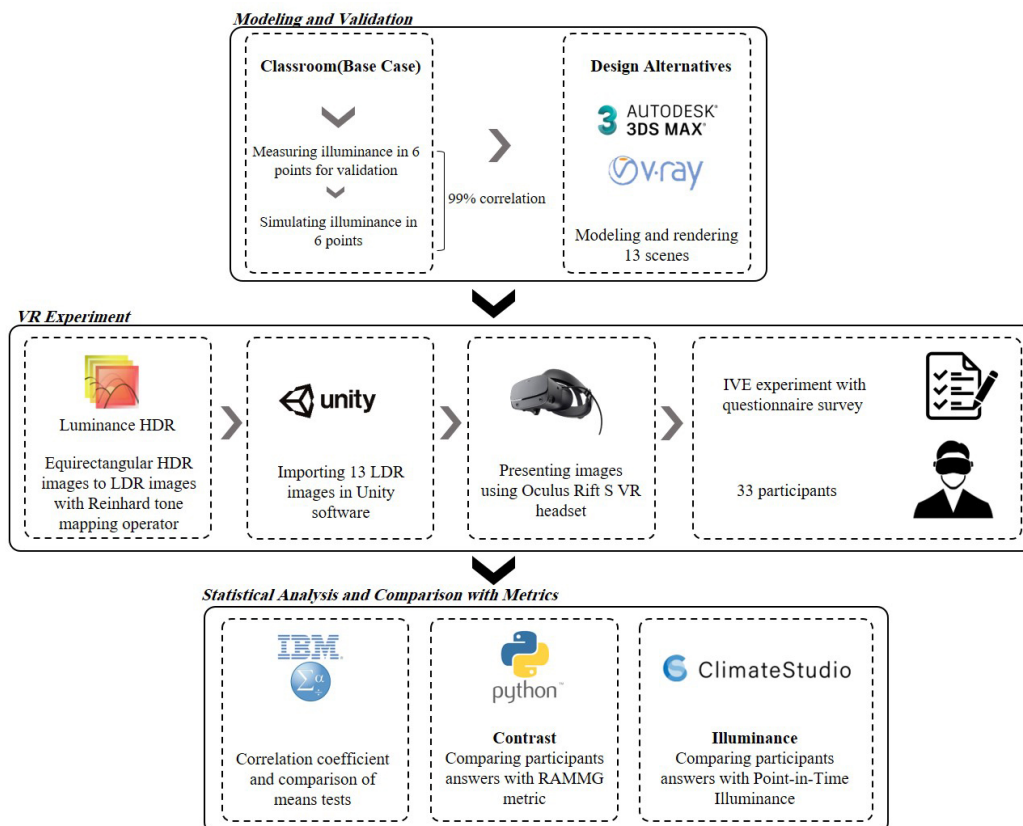 Modeling and Validation
Classroom(Base Case)
Measuring illuminance in 6
points for validation
Simulating illuminance in
6 points
99% correlation
Design Alternatives
3 AUTODESK®
3DS MAX®
v·ray
Modeling and rendering
13 scenes
VR Experiment
Luminance HDR
Equirectangular HDR
images to LDR images
with Reinhard tone
mapping operator
unity
Importing 13 LDR
images in Unity
software
Presenting images
using Oculus Rift S VR
headset
IVE experiment with
questionnaire survey
33 participants
Statistical Analysis and Comparison with Metrics
IBM.
Σ α ÷
Correlation coefficient
and comparison of
means tests
python™
Contrast
Comparing participants
answers with RAMMG
metric
ClimateStudio
Illuminance
Comparing participants
answers with Point-in-Time
Illuminance